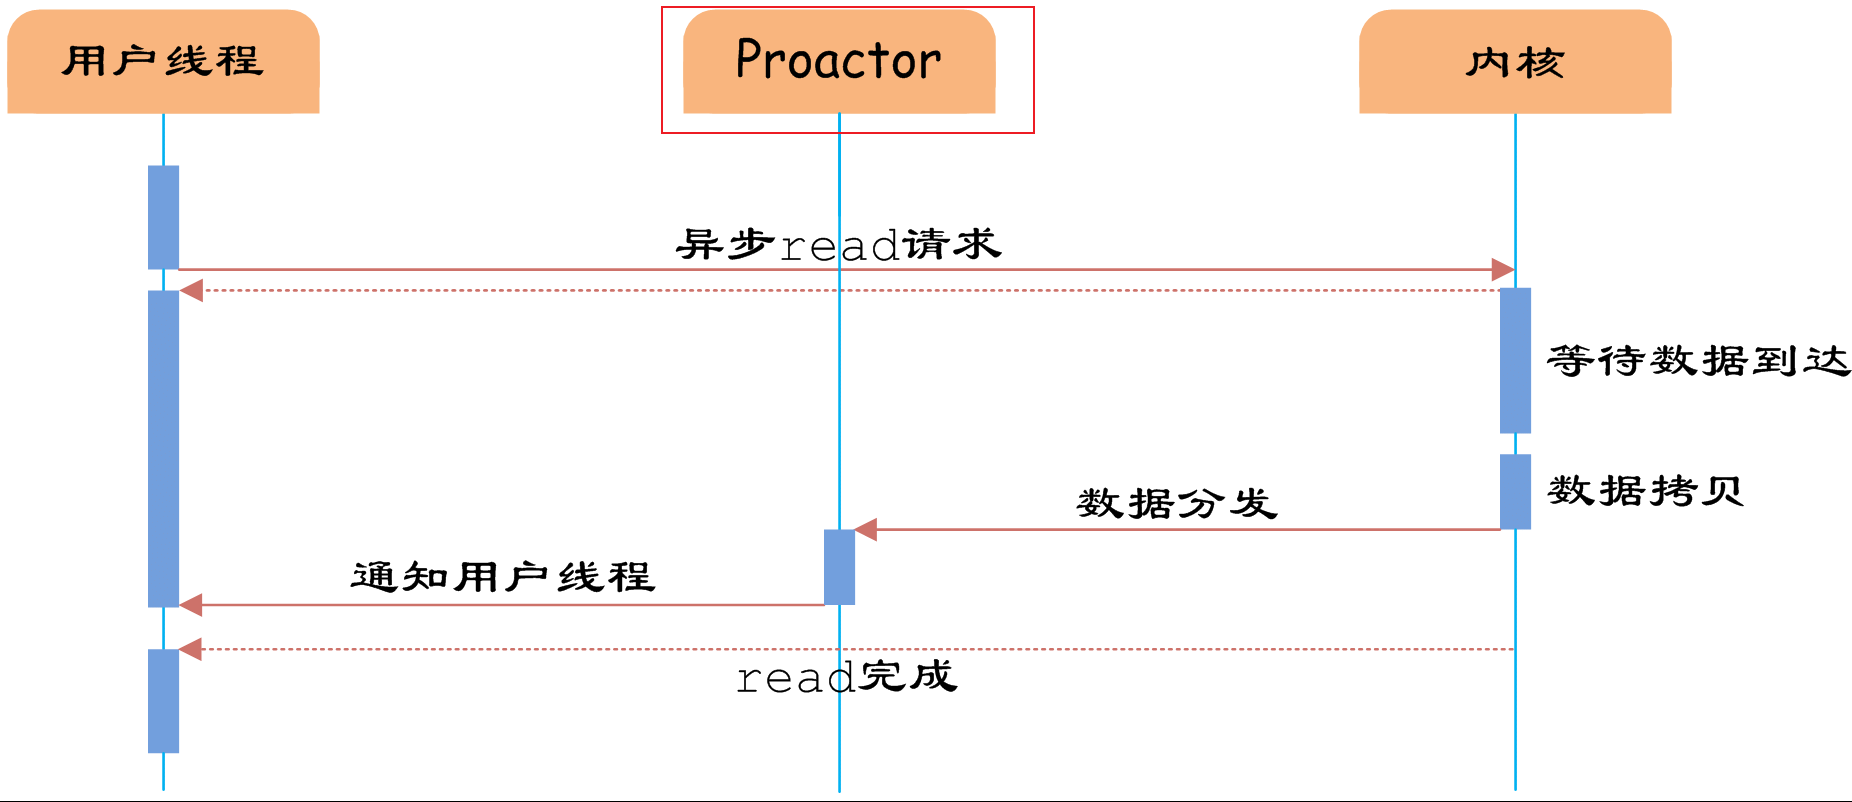 用户线程
Proactor
内核
异步read请求
等待数据到达
数据拷贝
数据分发
通知用户线程
read完成